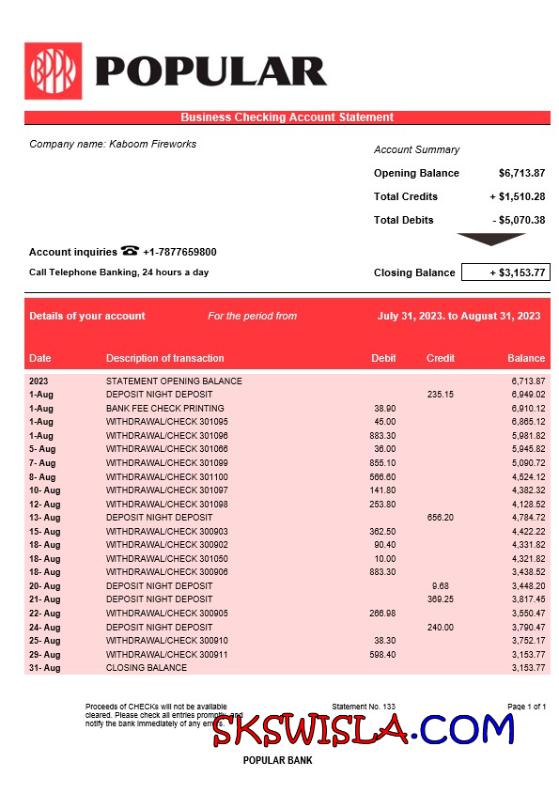 BPPR POPULAR
Business Checking Account Statement
Company name: Kaboom Fireworks
Account Summary
Opening Balance $6,713.87
Total Credits + $1,510.28
Total Debits - $5,070.38
Account inquiries ☎ +1-7877659800
Call Telephone Banking, 24 hours a day
Closing Balance + $3,153.77
Details of your account For the period from July 31, 2023. to August 31, 2023
Date Description of transaction Debit Credit Balance
2023 STATEMENT OPENING BALANCE 6,713.87
1-Aug DEPOSIT NIGHT DEPOSIT 235.15 6,949.02
1-Aug BANK FEE CHECK PRINTING 38.90 6,910.12
1-Aug WITHDRAWAL/CHECK 301095 45.00 6,865.12
1-Aug WITHDRAWAL/CHECK 301096 883.30 5,981.82
5- Aug WITHDRAWAL/CHECK 301066 36.00 5,945.82
7- Aug WITHDRAWAL/CHECK 301099 855.10 5,090.72
8- Aug WITHDRAWAL/CHECK 301100 566.60 4,524.12
10- Aug WITHDRAWAL/CHECK 301097 141.80 4,382.32
12- Aug WITHDRAWAL/CHECK 301098 253.80 4,128.52
13- Aug DEPOSIT NIGHT DEPOSIT 656.20 4,784.72
15- Aug WITHDRAWAL/CHECK 300903 362.50 4,422.22
18- Aug WITHDRAWAL/CHECK 300902 90.40 4,331.82
18- Aug WITHDRAWAL/CHECK 301050 10.00 4,321.82
18- Aug WITHDRAWAL/CHECK 300906 883.30 3,438.52
20- Aug DEPOSIT NIGHT DEPOSIT 9.68 3,448.20
21- Aug DEPOSIT NIGHT DEPOSIT 369.25 3,817.45
22- Aug WITHDRAWAL/CHECK 300905 266.98 3,550.47
24- Aug DEPOSIT NIGHT DEPOSIT 240.00 3,790.47
25- Aug WITHDRAWAL/CHECK 300910 38.30 3,752.17
29- Aug WITHDRAWAL/CHECK 300911 598.40 3,153.77
31- Aug CLOSING BALANCE 3,153.77
Proceeds of CHECKs will not be available
cleared. Please check all entries promptly, and
notify the bank immediately of any
Statement No. 133
Page 1 of 1
SKSWISLA.COM
POPULAR BANK